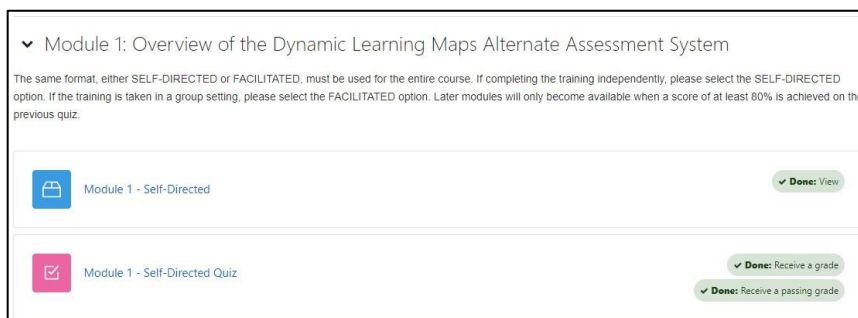 Module 1: Overview of the Dynamic Learning Maps Alternate Assessment System
The same format, either SELF-DIRECTED or FACILITATED, must be used for the entire course. If completing the training independently, please select the SELF-DIRECTED
option. If the training is taken in a group setting, please select the FACILITATED option. Later modules will only become available when a score of at least 80% is achieved on the
previous quiz.
Module 1 - Self-Directed
✓ Done: View
Module 1 - Self-Directed Quiz
✓ Done: Receive a grade
✓ Done: Receive a passing grade